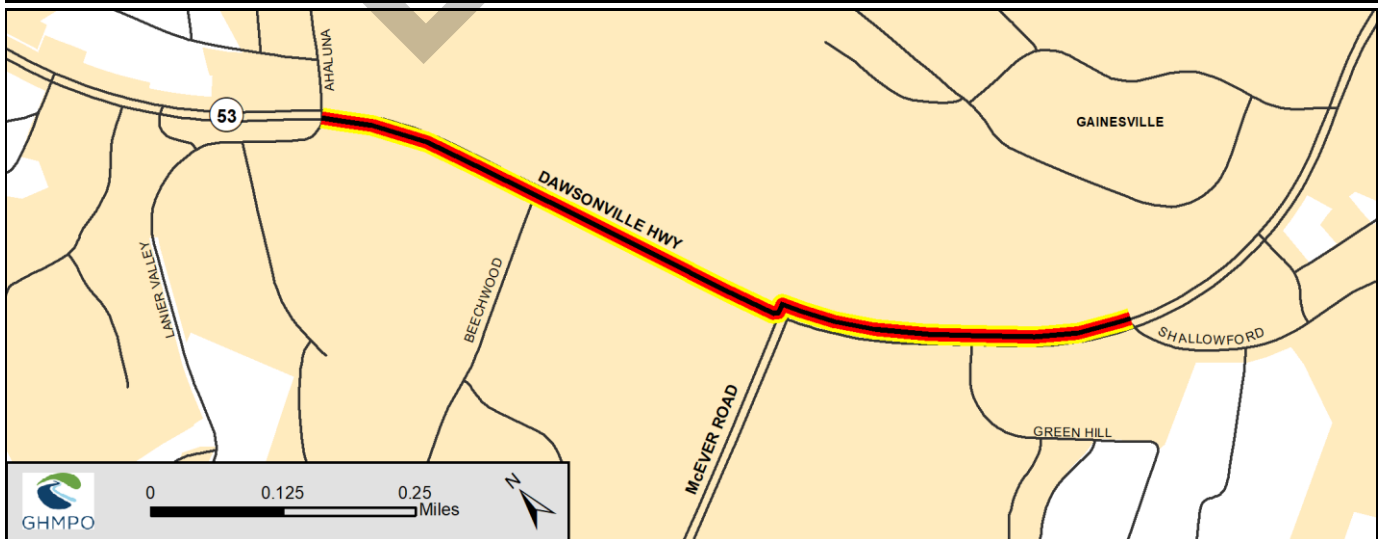 AHALUNA
53
GAINESVILLE
DAWSONVILLE HWY
LANIER VALLEY
BEECHWOOD
SHALLOWFORD
McEVER ROAD
GREEN HILL
0 0.125 0.25
Miles
N
GHMPO